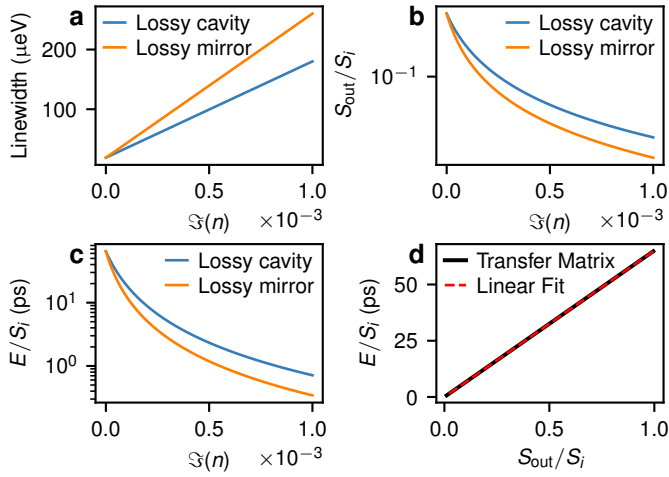 a
Lossy cavity
Lossy mirror
Linewidth (μeV)
200
100
0.0
0.5
1.0
ℑ(n)
×10⁻³
b
Lossy cavity
Lossy mirror
S_out/S_i
10⁻¹
0.0
0.5
1.0
ℑ(n)
×10⁻³
c
Lossy cavity
Lossy mirror
E/S_i (ps)
10¹
10⁰
0.0
0.5
1.0
ℑ(n)
×10⁻³
d
Transfer Matrix
Linear Fit
E/S_i (ps)
50
25
0
0.0
0.5
1.0
S_out/S_i